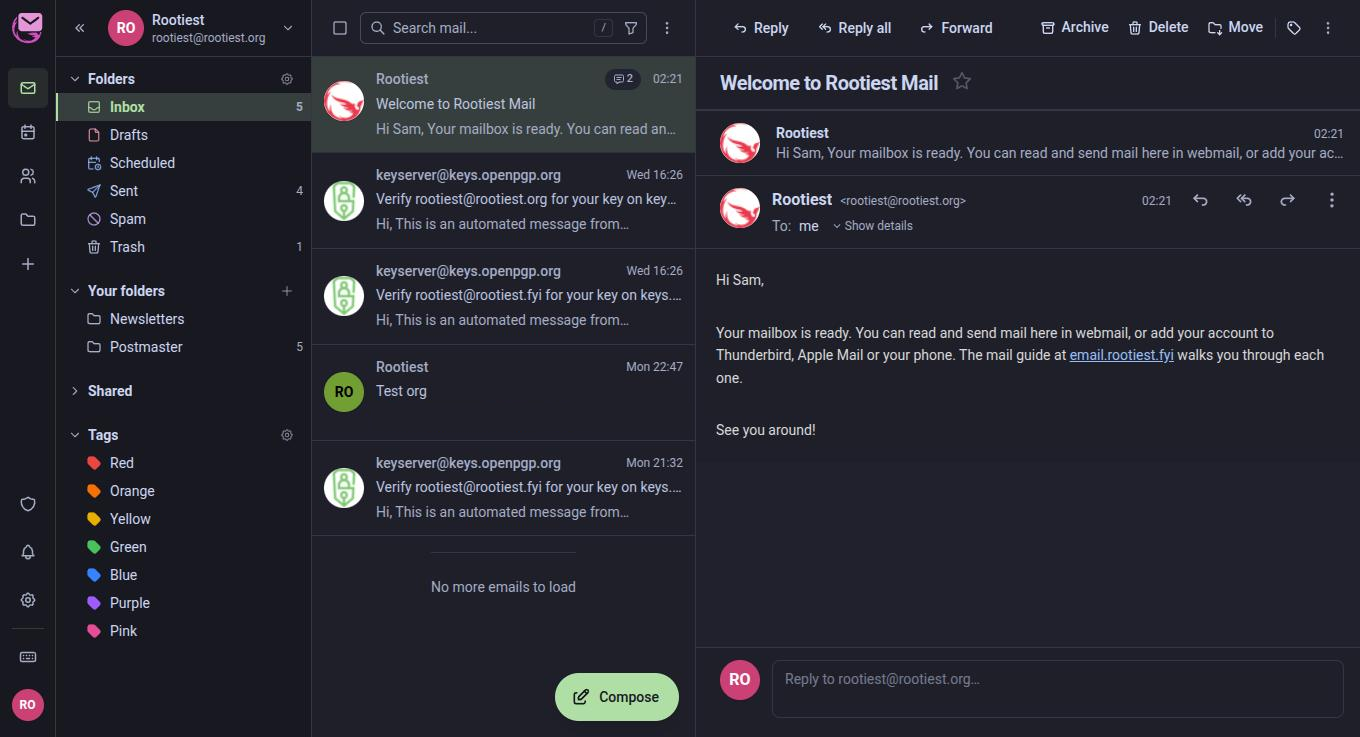 RO
Rootiest
rootiest@rootiest.org
Folders
Inbox 5
Drafts
Scheduled
Sent 4
Spam
Trash 1
Your folders
Newsletters
Postmaster 5
Shared
Tags
Red
Orange
Yellow
Green
Blue
Purple
Pink
RO
Search mail... /
Rootiest 2 02:21
Welcome to Rootiest Mail
Hi Sam, Your mailbox is ready. You can read an...
keyserver@keys.openpgp.org Wed 16:26
Verify rootiest@rootiest.org for your key on key...
Hi, This is an automated message from...
keyserver@keys.openpgp.org Wed 16:26
Verify rootiest@rootiest.fyi for your key on keys....
Hi, This is an automated message from...
Rootiest Mon 22:47
RO
Test org
keyserver@keys.openpgp.org Mon 21:32
Verify rootiest@rootiest.fyi for your key on keys....
Hi, This is an automated message from...
No more emails to load
Compose
Reply Reply all Forward Archive Delete Move
Welcome to Rootiest Mail
Rootiest 02:21
Hi Sam, Your mailbox is ready. You can read and send mail here in webmail, or add your ac...
Rootiest <rootiest@rootiest.org> 02:21
To: me Show details
Hi Sam,
Your mailbox is ready. You can read and send mail here in webmail, or add your account to
Thunderbird, Apple Mail or your phone. The mail guide at email.rootiest.fyi walks you through each
one.
See you around!
RO
Reply to rootiest@rootiest.org...